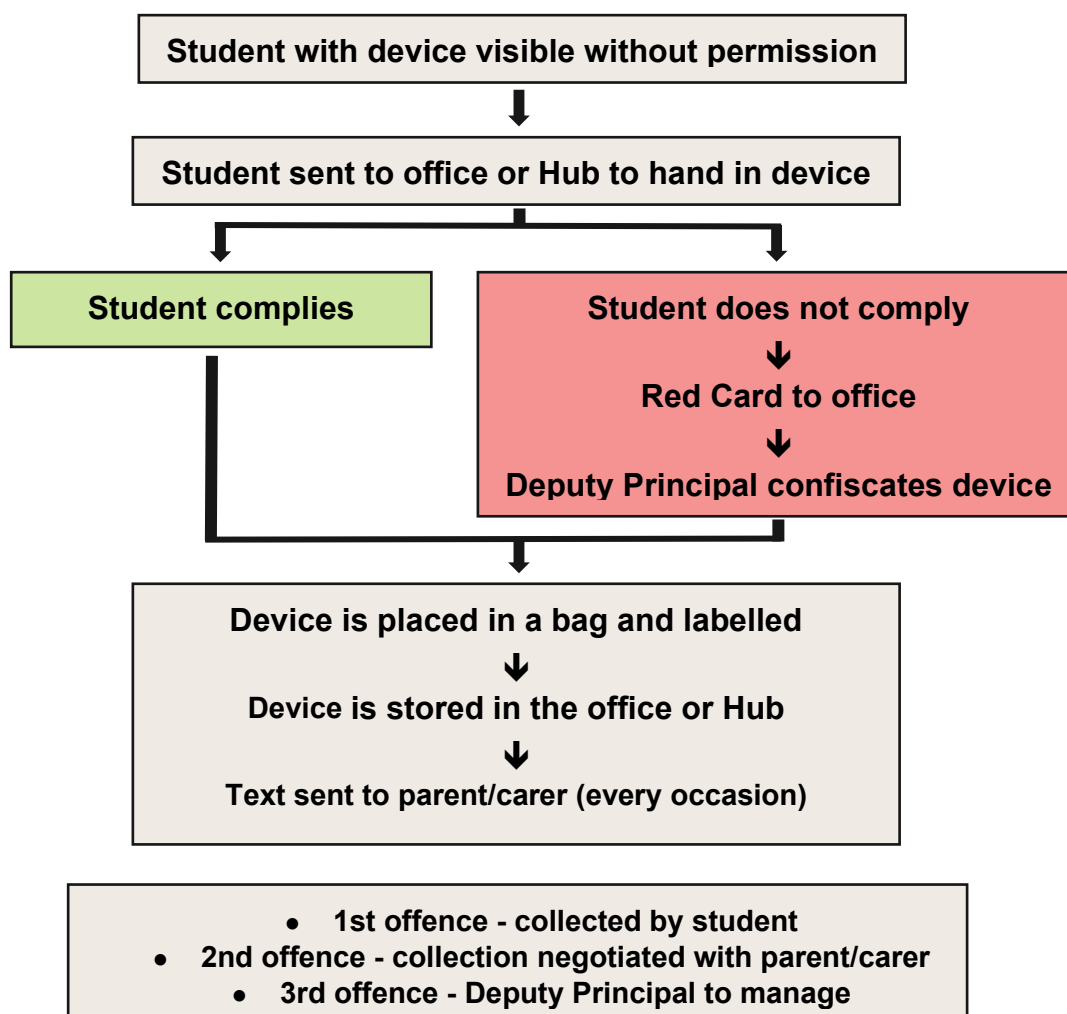 Student with device visible without permission
Student sent to office or Hub to hand in device
Student complies
Student does not comply
Red Card to office
Deputy Principal confiscates device
Device is placed in a bag and labelled
Device is stored in the office or Hub
Text sent to parent/carer (every occasion)
● 1st offence - collected by student
● 2nd offence - collection negotiated with parent/carer
● 3rd offence - Deputy Principal to manage